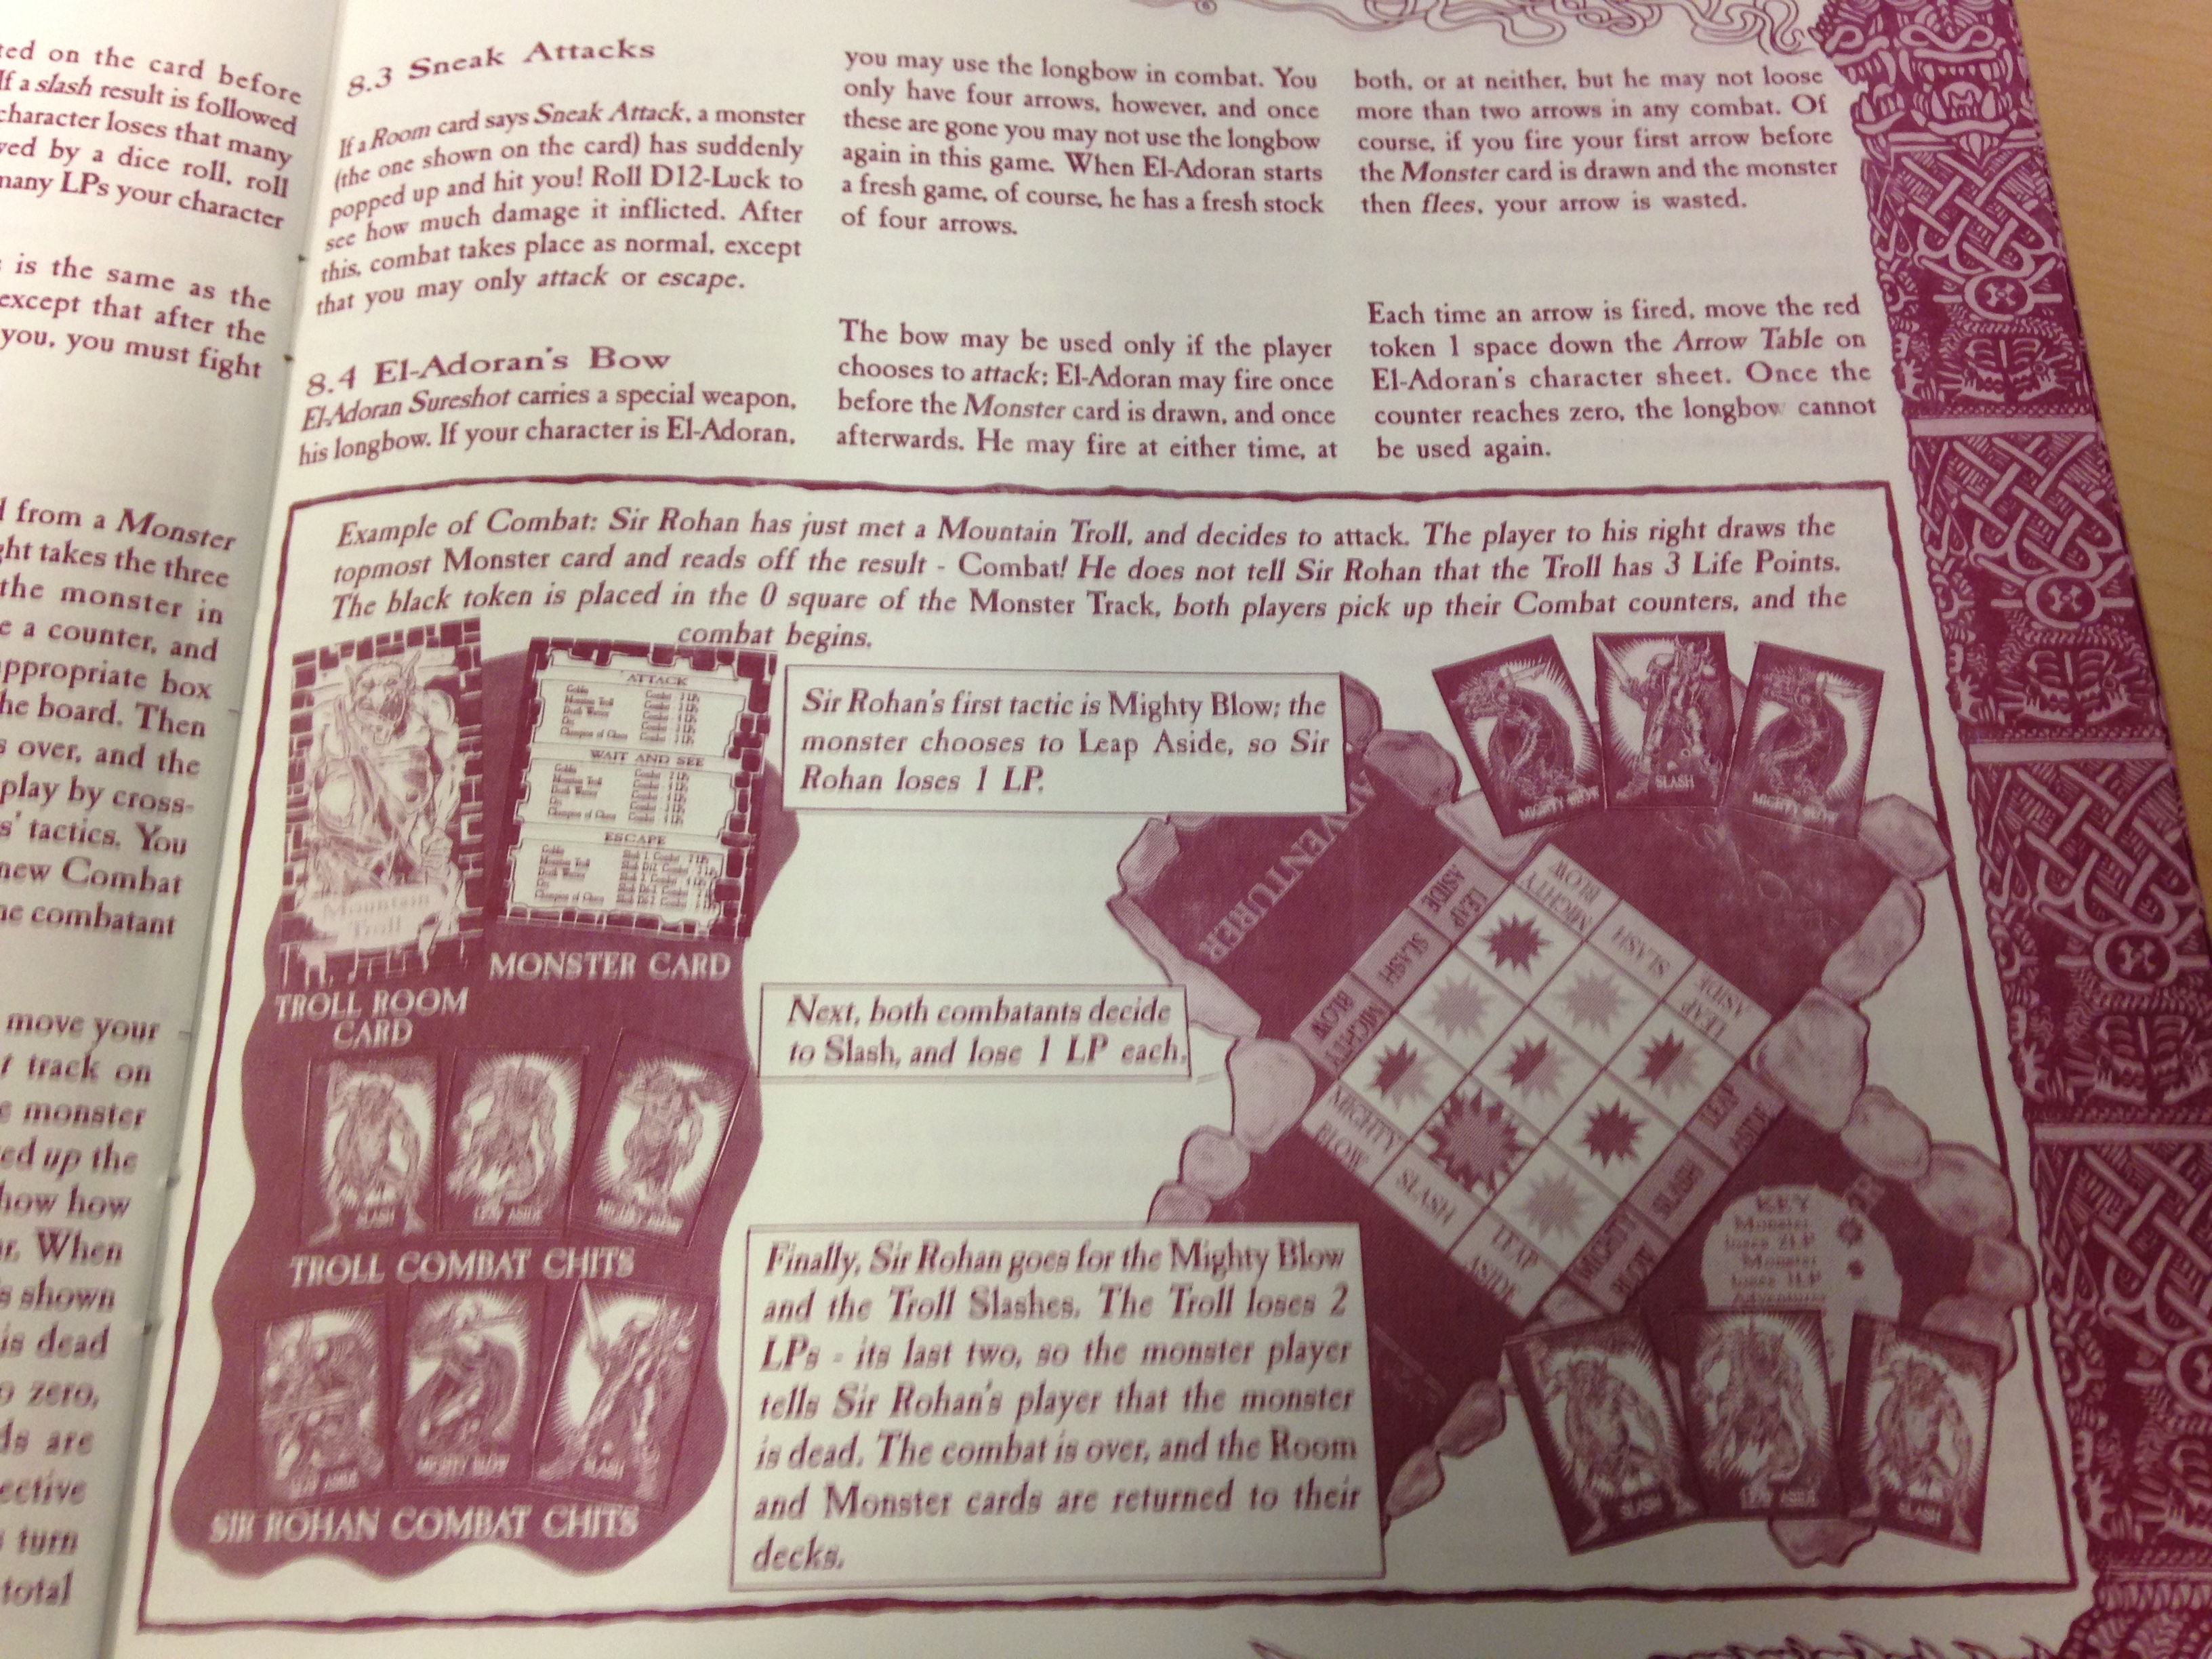 ted on the card before
If a slash result is followed
character loses that many
ved by a dice roll, roll
many LPs your character
is the same as the
except that after the
you, you must fight
from a Monster
ght takes the three
the monster in
e a counter, and
appropriate box
he board. Then
s over, and the
play by cross-
s' tactics. You
new Combat
he combatant
move your
t track on
e monster
ed up the
how how
r. When
s shown
is dead
o zero,
ds are
ective
turn
total
8.3 Sneak Attacks
If a Room card says Sneak Attack, a monster
(the one shown on the card) has suddenly
popped up and hit you! Roll D12-Luck to
see how much damage it inflicted. After
this, combat takes place as normal, except
that you may only attack or escape.
8.4 El-Adoran's Bow
El-Adoran Sureshot carries a special weapon,
his longbow. If your character is El-Adoran,
you may use the longbow in combat. You
only have four arrows, however, and once
these are gone you may not use the longbow
again in this game. When El-Adoran starts
a fresh game, of course, he has a fresh stock
of four arrows.
The bow may be used only if the player
chooses to attack; El-Adoran may fire once
before the Monster card is drawn, and once
afterwards. He may fire at either time, at
both, or at neither, but he may not loose
more than two arrows in any combat. Of
course, if you fire your first arrow before
the Monster card is drawn and the monster
then flees, your arrow is wasted.
Each time an arrow is fired, move the red
token 1 space down the Arrow Table on
El-Adoran's character sheet. Once the
counter reaches zero, the longbow cannot
be used again.
Example of Combat: Sir Rohan has just met a Mountain Troll, and decides to attack. The player to his right draws the
topmost Monster card and reads off the result - Combat! He does not tell Sir Rohan that the Troll has 3 Life Points.
The black token is placed in the 0 square of the Monster Track, both players pick up their Combat counters, and the
combat begins.
Mountain
Troll
TROLL ROOM
CARD
ATTACK
WAIT AND SEE
ESCAPE
MONSTER CARD
Sir Rohan's first tactic is Mighty Blow; the
monster chooses to Leap Aside, so Sir
Rohan loses 1 LP.
Next, both combatants decide
to Slash, and lose 1 LP each.
Finally, Sir Rohan goes for the Mighty Blow
and the Troll Slashes. The Troll loses 2
LPs - its last two, so the monster player
tells Sir Rohan's player that the monster
is dead. The combat is over, and the Room
and Monster cards are returned to their
decks.
SLASH
LEAP ASIDE
MIGHTY BLOW
TROLL COMBAT CHITS
LEAP ASIDE
MIGHTY BLOW
SLASH
SIR ROHAN COMBAT CHITS
MIGHTY BLOW
SLASH
MIGHTY BLOW
VENTURER
LEAP
ASIDE
SLASH
MIGHTY
BLOW
MIGHTY
BLOW
SLASH
LEAP
ASIDE
MIGHTY
BLOW
SLASH
LEAP
ASIDE
LEAP
ASIDE
SLASH
MIGHTY
BLOW
KEY
Monster
loses 2LP
Monster
loses 1LP
SLASH
LEAP ASIDE
SLASH